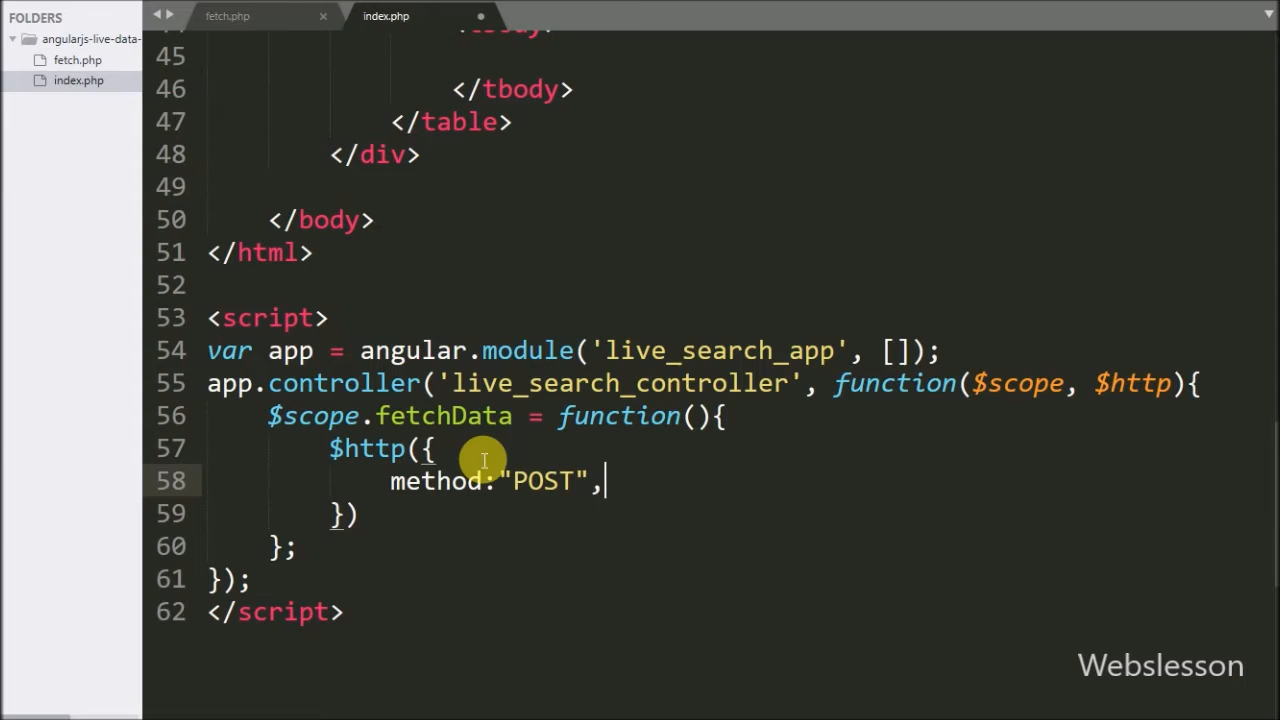 FOLDERS
angularjs-live-data-
fetch.php
index.php
fetch.php ×
index.php
44 <tbody>
45
46 </tbody>
47 </table>
48 </div>
49
50 </body>
51 </html>
52
53 <script>
54 var app = angular.module('live_search_app', []);
55 app.controller('live_search_controller', function($scope, $http){
56 $scope.fetchData = function(){
57 $http({
58 method:"POST",
59 })
60 };
61 });
62 </script>
Webslesson